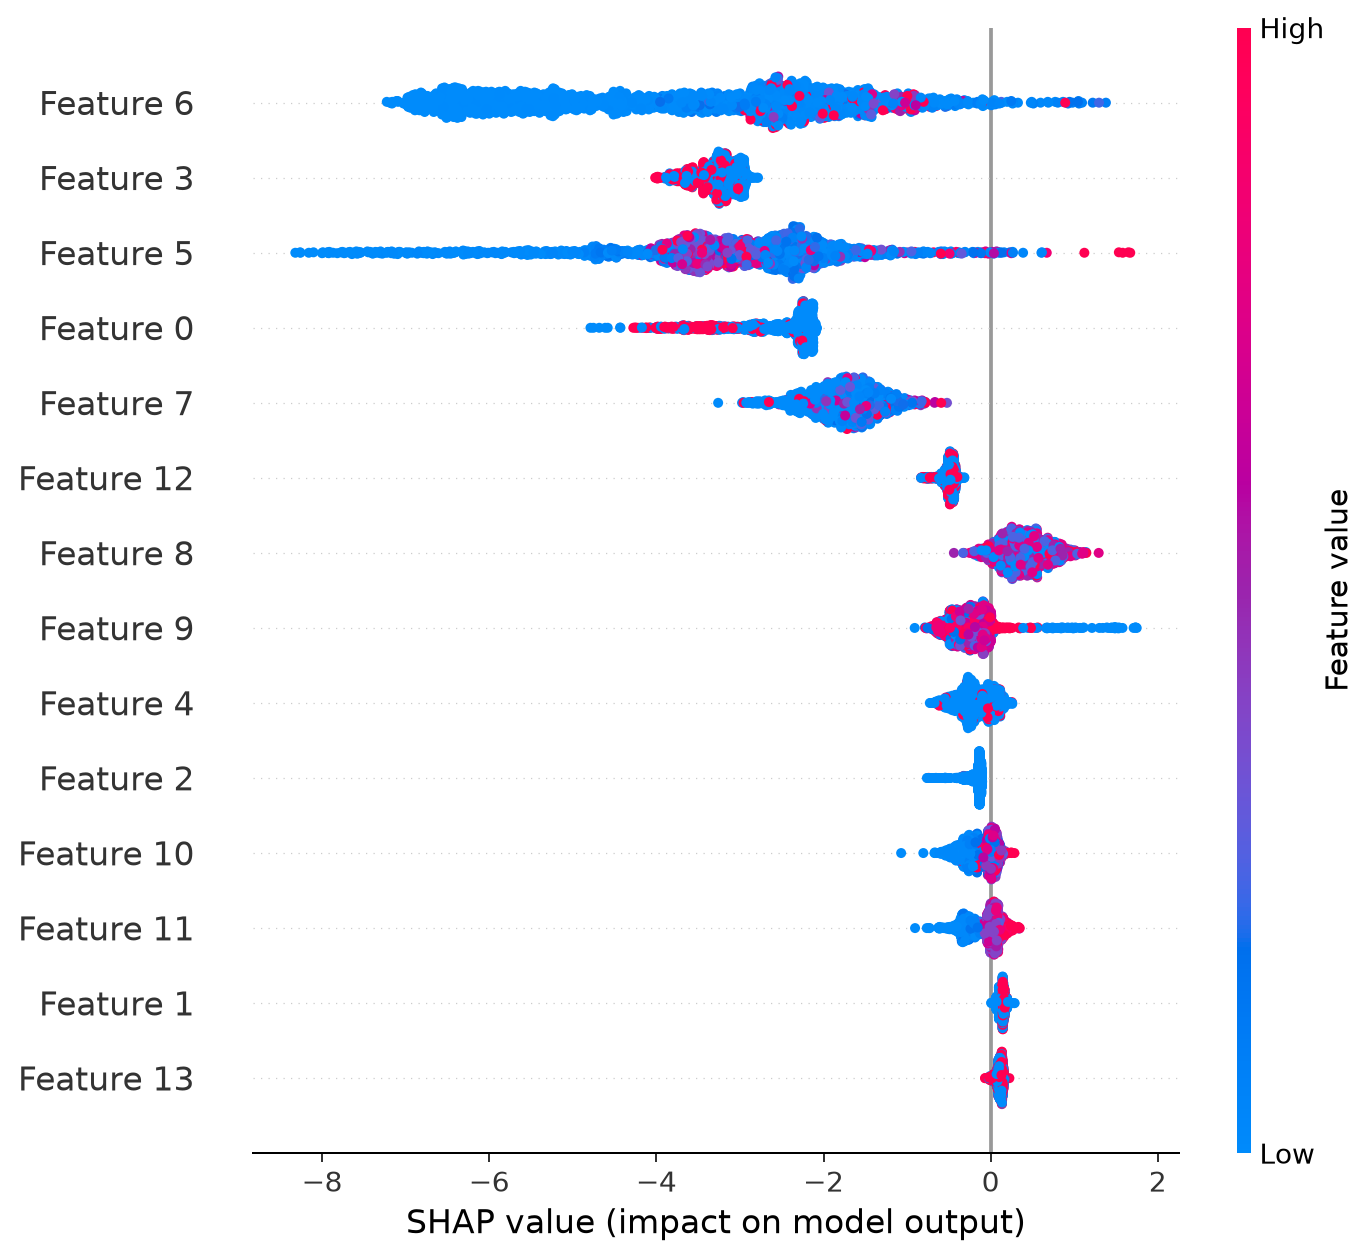 High
Feature 6
Feature 3
Feature 5
Feature 0
Feature 7
Feature 12
Feature 8
Feature 9
Feature 4
Feature 2
Feature 10
Feature 11
Feature 1
Feature 13
Feature value
Low
−8 −6 −4 −2 0 2
SHAP value (impact on model output)